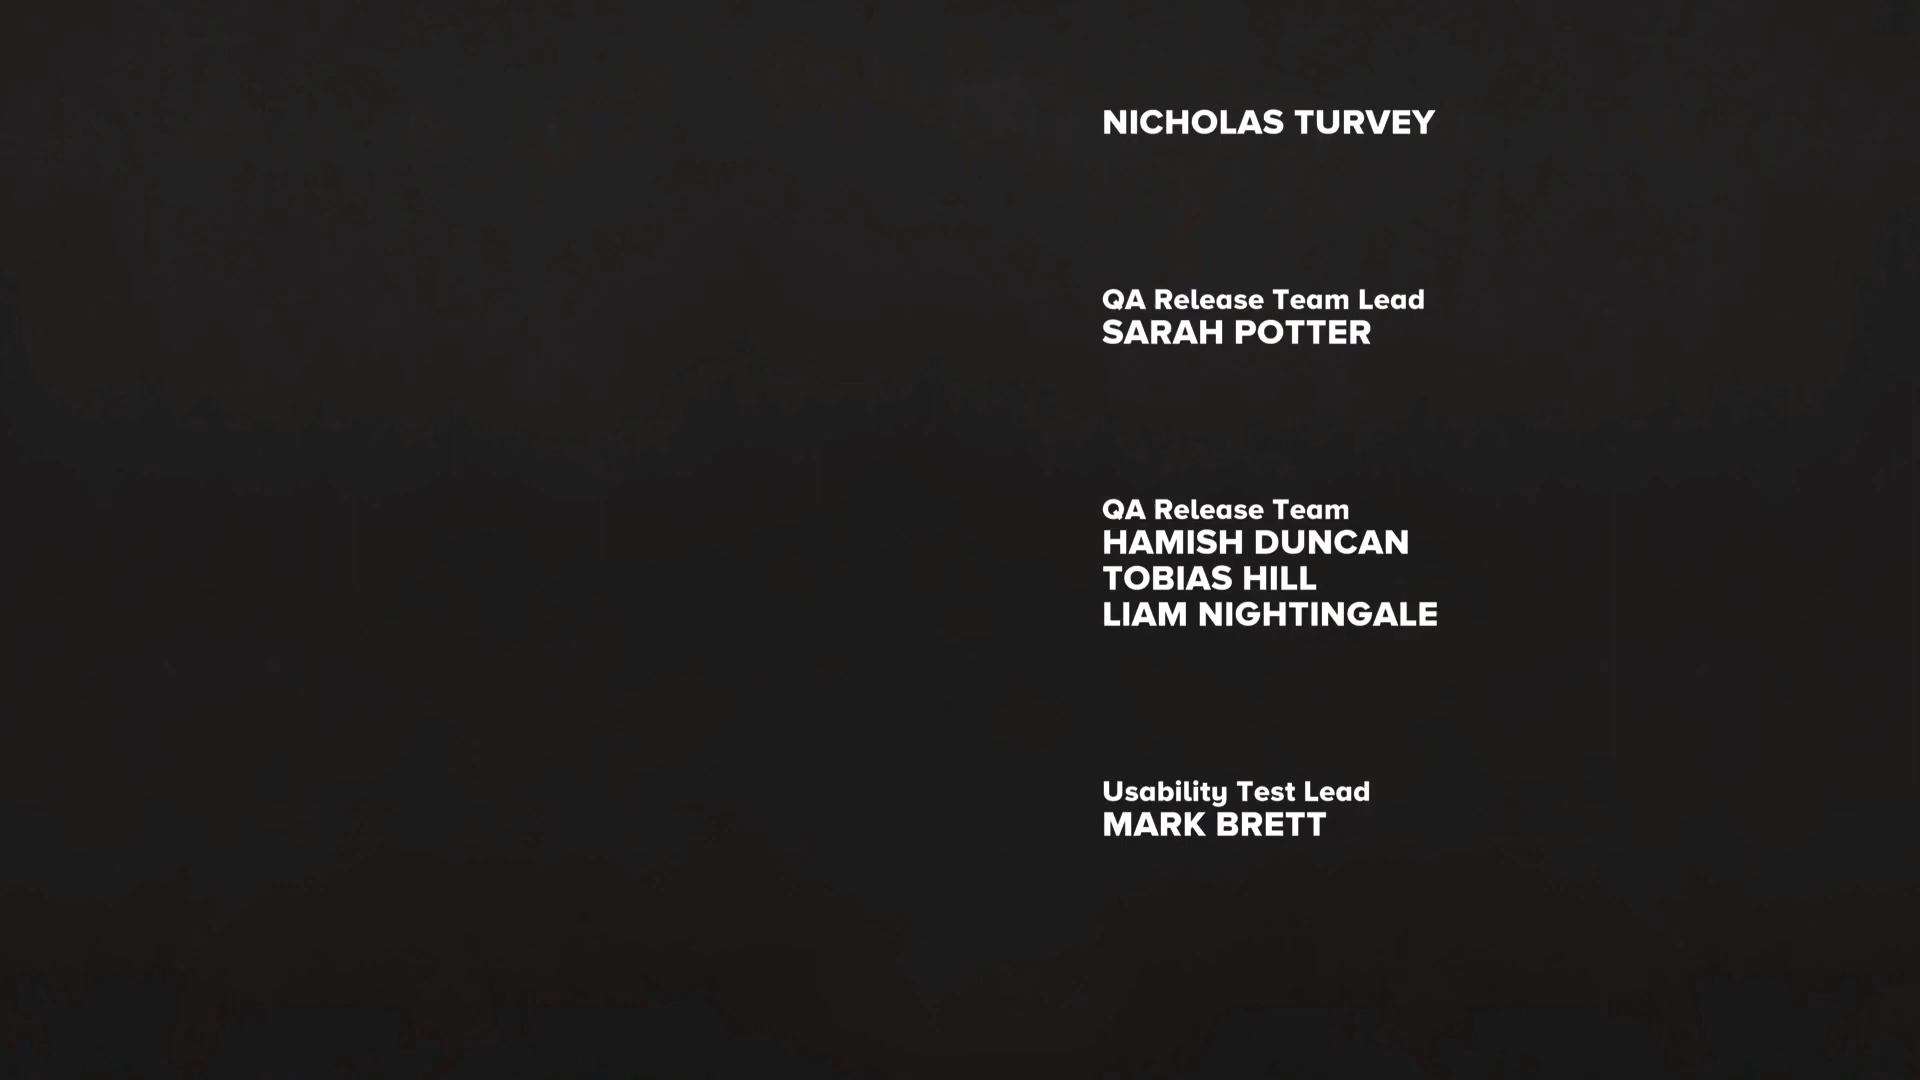 NICHOLAS TURVEY
QA Release Team Lead
SARAH POTTER
QA Release Team
HAMISH DUNCAN
TOBIAS HILL
LIAM NIGHTINGALE
Usability Test Lead
MARK BRETT